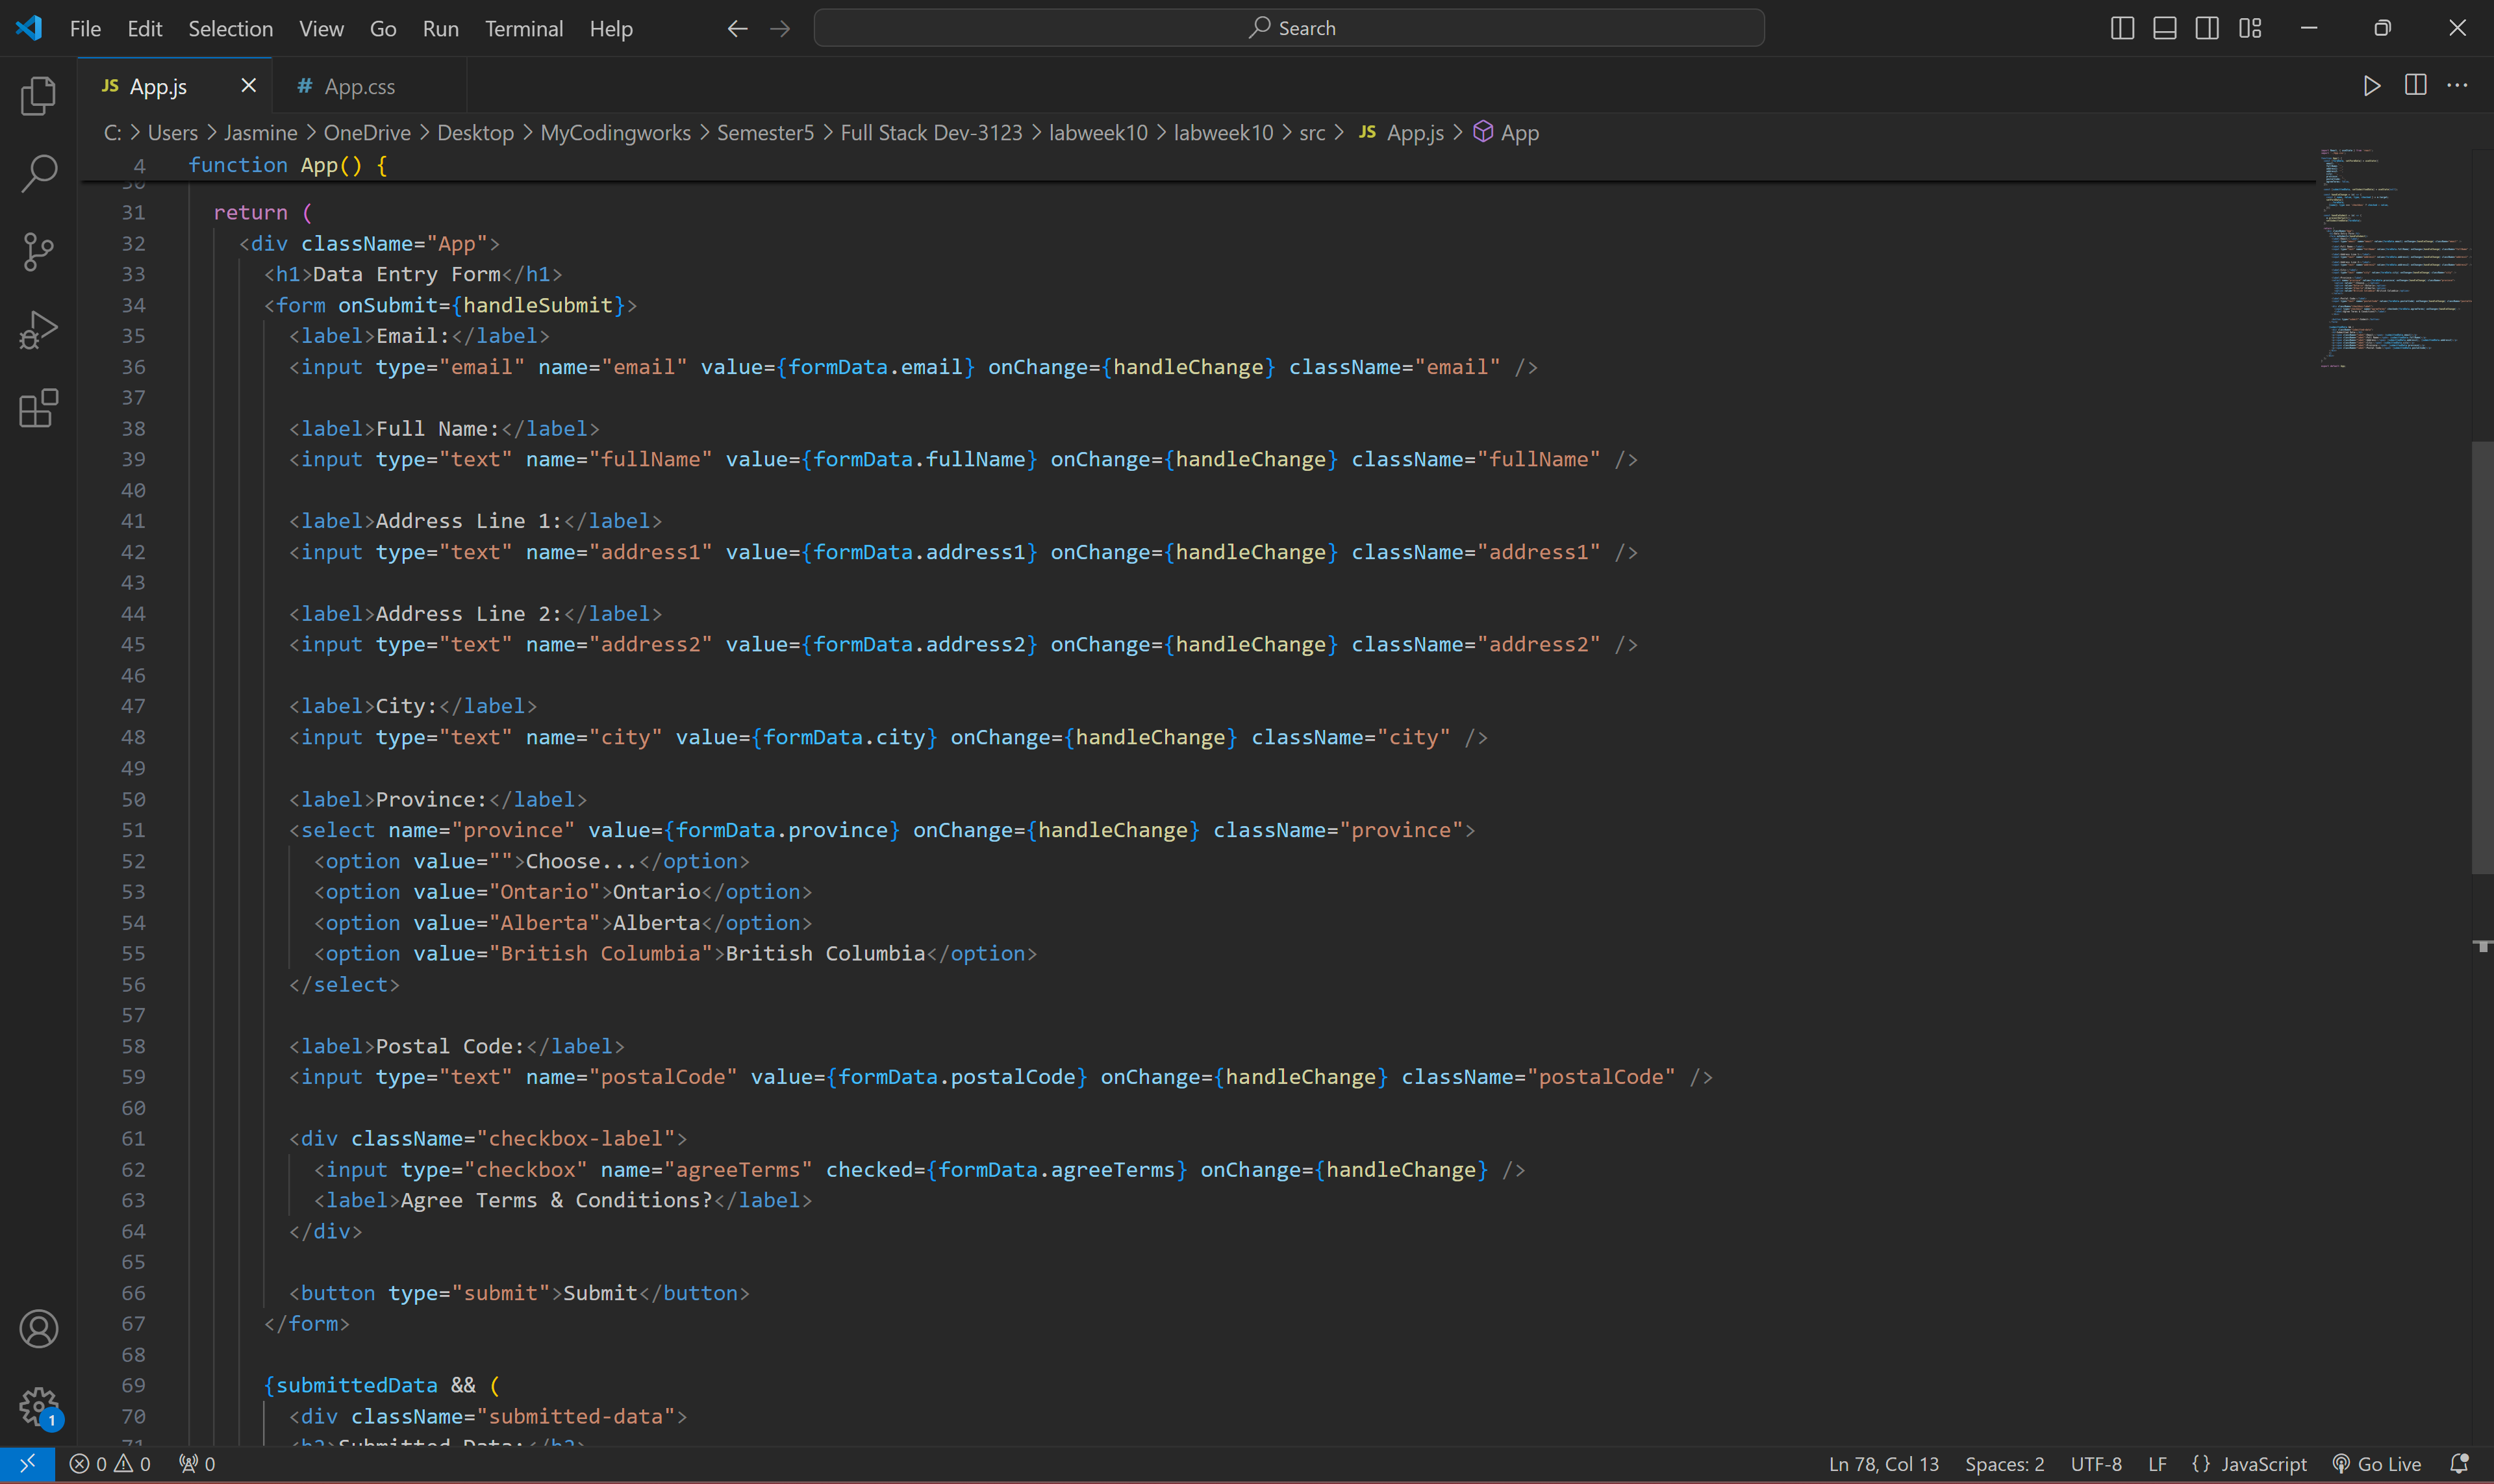 File Edit Selection View Go Run Terminal Help Search
JS App.js # App.css
C: > Users > Jasmine > OneDrive > Desktop > MyCodingworks > Semester5 > Full Stack Dev-3123 > labweek10 > labweek10 > src > JS App.js > App
4 function App() {
31 return (
32 <div className="App">
33 <h1>Data Entry Form</h1>
34 <form onSubmit={handleSubmit}>
35 <label>Email:</label>
36 <input type="email" name="email" value={formData.email} onChange={handleChange} className="email" />
37
38 <label>Full Name:</label>
39 <input type="text" name="fullName" value={formData.fullName} onChange={handleChange} className="fullName" />
40
41 <label>Address Line 1:</label>
42 <input type="text" name="address1" value={formData.address1} onChange={handleChange} className="address1" />
43
44 <label>Address Line 2:</label>
45 <input type="text" name="address2" value={formData.address2} onChange={handleChange} className="address2" />
46
47 <label>City:</label>
48 <input type="text" name="city" value={formData.city} onChange={handleChange} className="city" />
49
50 <label>Province:</label>
51 <select name="province" value={formData.province} onChange={handleChange} className="province">
52 <option value="">Choose...</option>
53 <option value="Ontario">Ontario</option>
54 <option value="Alberta">Alberta</option>
55 <option value="British Columbia">British Columbia</option>
56 </select>
57
58 <label>Postal Code:</label>
59 <input type="text" name="postalCode" value={formData.postalCode} onChange={handleChange} className="postalCode" />
60
61 <div className="checkbox-label">
62 <input type="checkbox" name="agreeTerms" checked={formData.agreeTerms} onChange={handleChange} />
63 <label>Agree Terms & Conditions?</label>
64 </div>
65
66 <button type="submit">Submit</button>
67 </form>
68
69 {submittedData && (
70 <div className="submitted-data">
71 <h2>Submitted Data:</h2>
1
0 0 0 Ln 78, Col 13 Spaces: 2 UTF-8 LF {} JavaScript Go Live